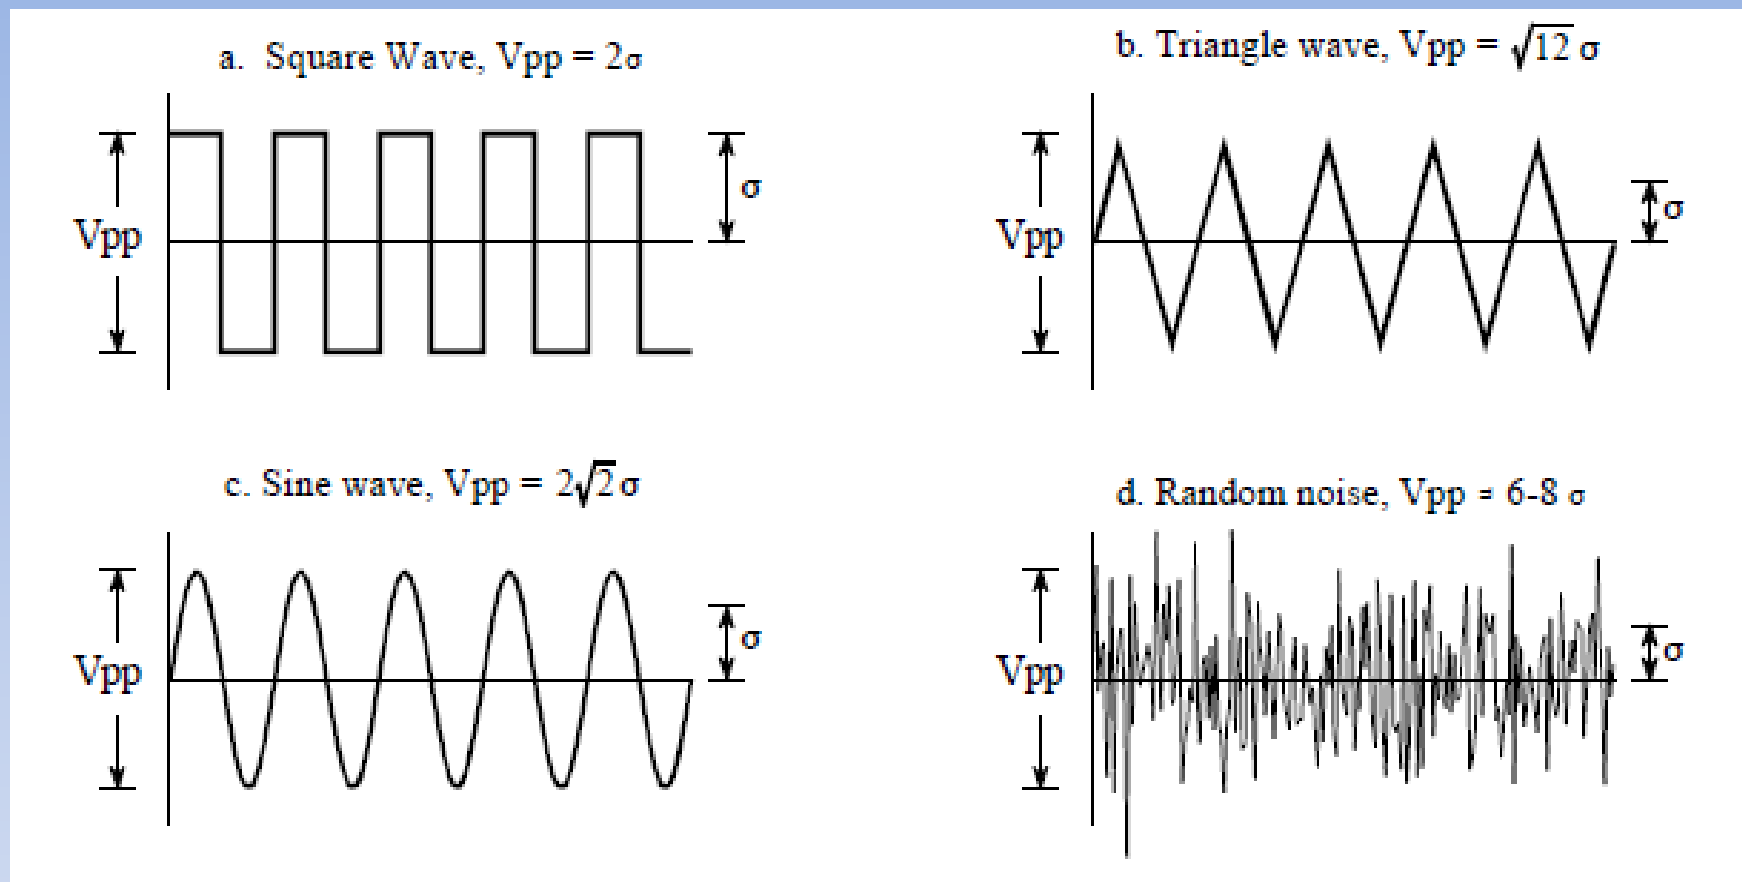 a. Square Wave, Vpp = 2σ
Vpp
σ
b. Triangle wave, Vpp = √12 σ
Vpp
σ
c. Sine wave, Vpp = 2√2 σ
Vpp
σ
d. Random noise, Vpp = 6-8 σ
Vpp
σ